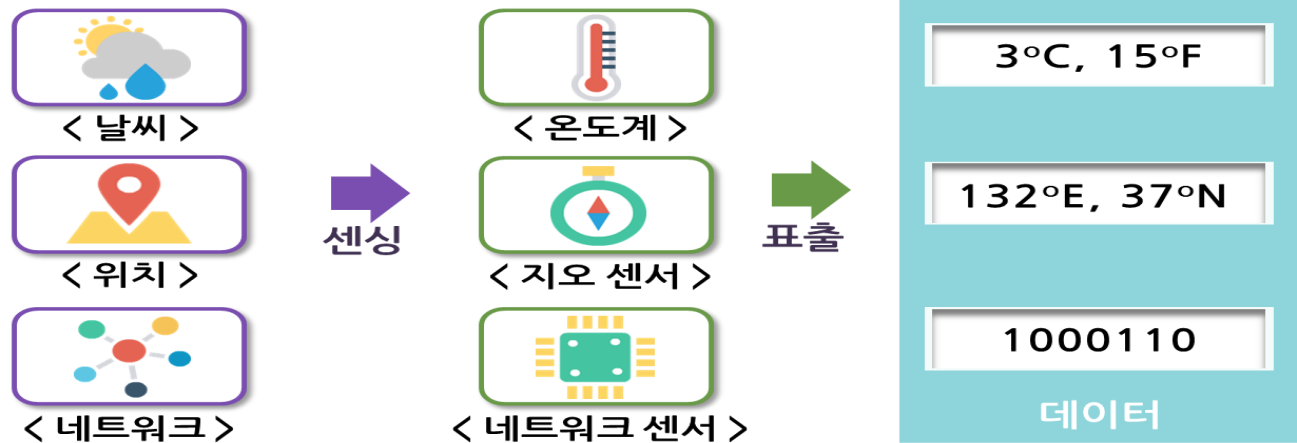 < 날씨 >
< 온도계 >
3°C, 15°F
< 위치 >
센싱
< 지오 센서 >
표출
132°E, 37°N
< 네트워크 >
< 네트워크 센서 >
1000110
데이터